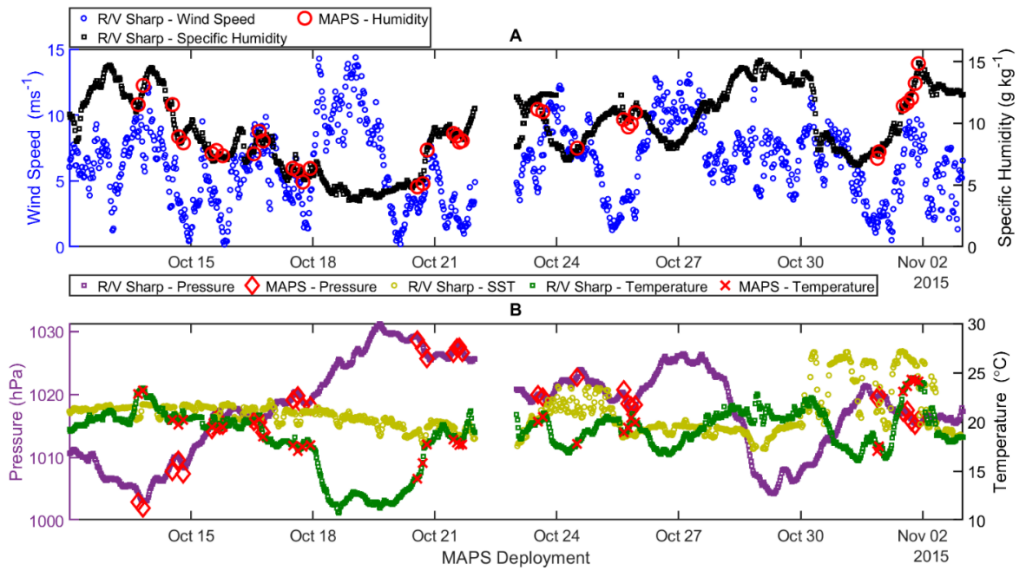 R/V Sharp - Wind Speed MAPS - Humidity
R/V Sharp - Specific Humidity
A
15
10
5
0
Wind Speed (ms⁻¹)
15
10
5
0
Specific Humidity (g kg⁻¹)
Oct 15 Oct 18 Oct 21 Oct 24 Oct 27 Oct 30 Nov 02
2015
R/V Sharp - Pressure MAPS - Pressure R/V Sharp - SST R/V Sharp - Temperature MAPS - Temperature
B
1030
1020
1010
1000
Pressure (hPa)
30
25
20
15
10
Temperature (°C)
Oct 15 Oct 18 Oct 21 Oct 24 Oct 27 Oct 30 Nov 02
MAPS Deployment 2015